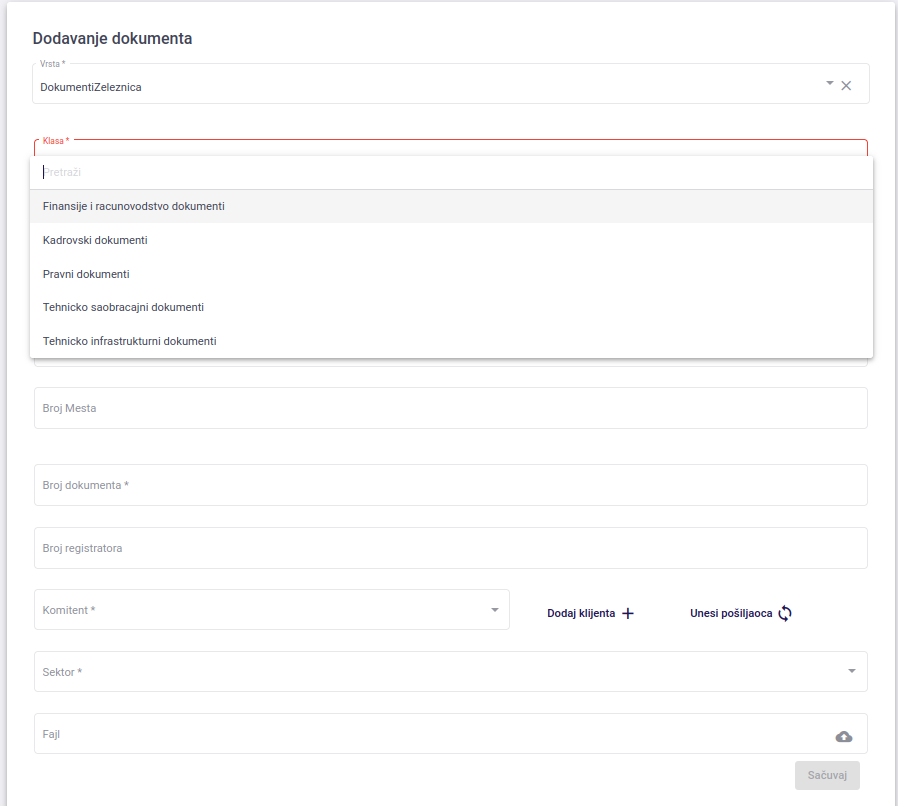 Dodavanje dokumenta
Vrsta *
DokumentiZeleznica
Klasa *
Pretraži
Finansije i racunovodstvo dokumenti
Kadrovski dokumenti
Pravni dokumenti
Tehnicko saobracajni dokumenti
Tehnicko infrastrukturni dokumenti
Broj Mesta
Broj dokumenta *
Broj registratora
Komitent *
Dodaj klijenta
Unesi pošiljaoca
Sektor *
Fajl
Sačuvaj